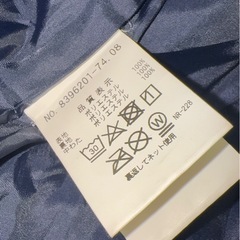 NO. 8396201-74. 08
品質表示
表地 ポリエステル 100%
裏地 ポリエステル 100%
中わた ポリエステル 100%
30
W
NR-228
裏返してネット使用